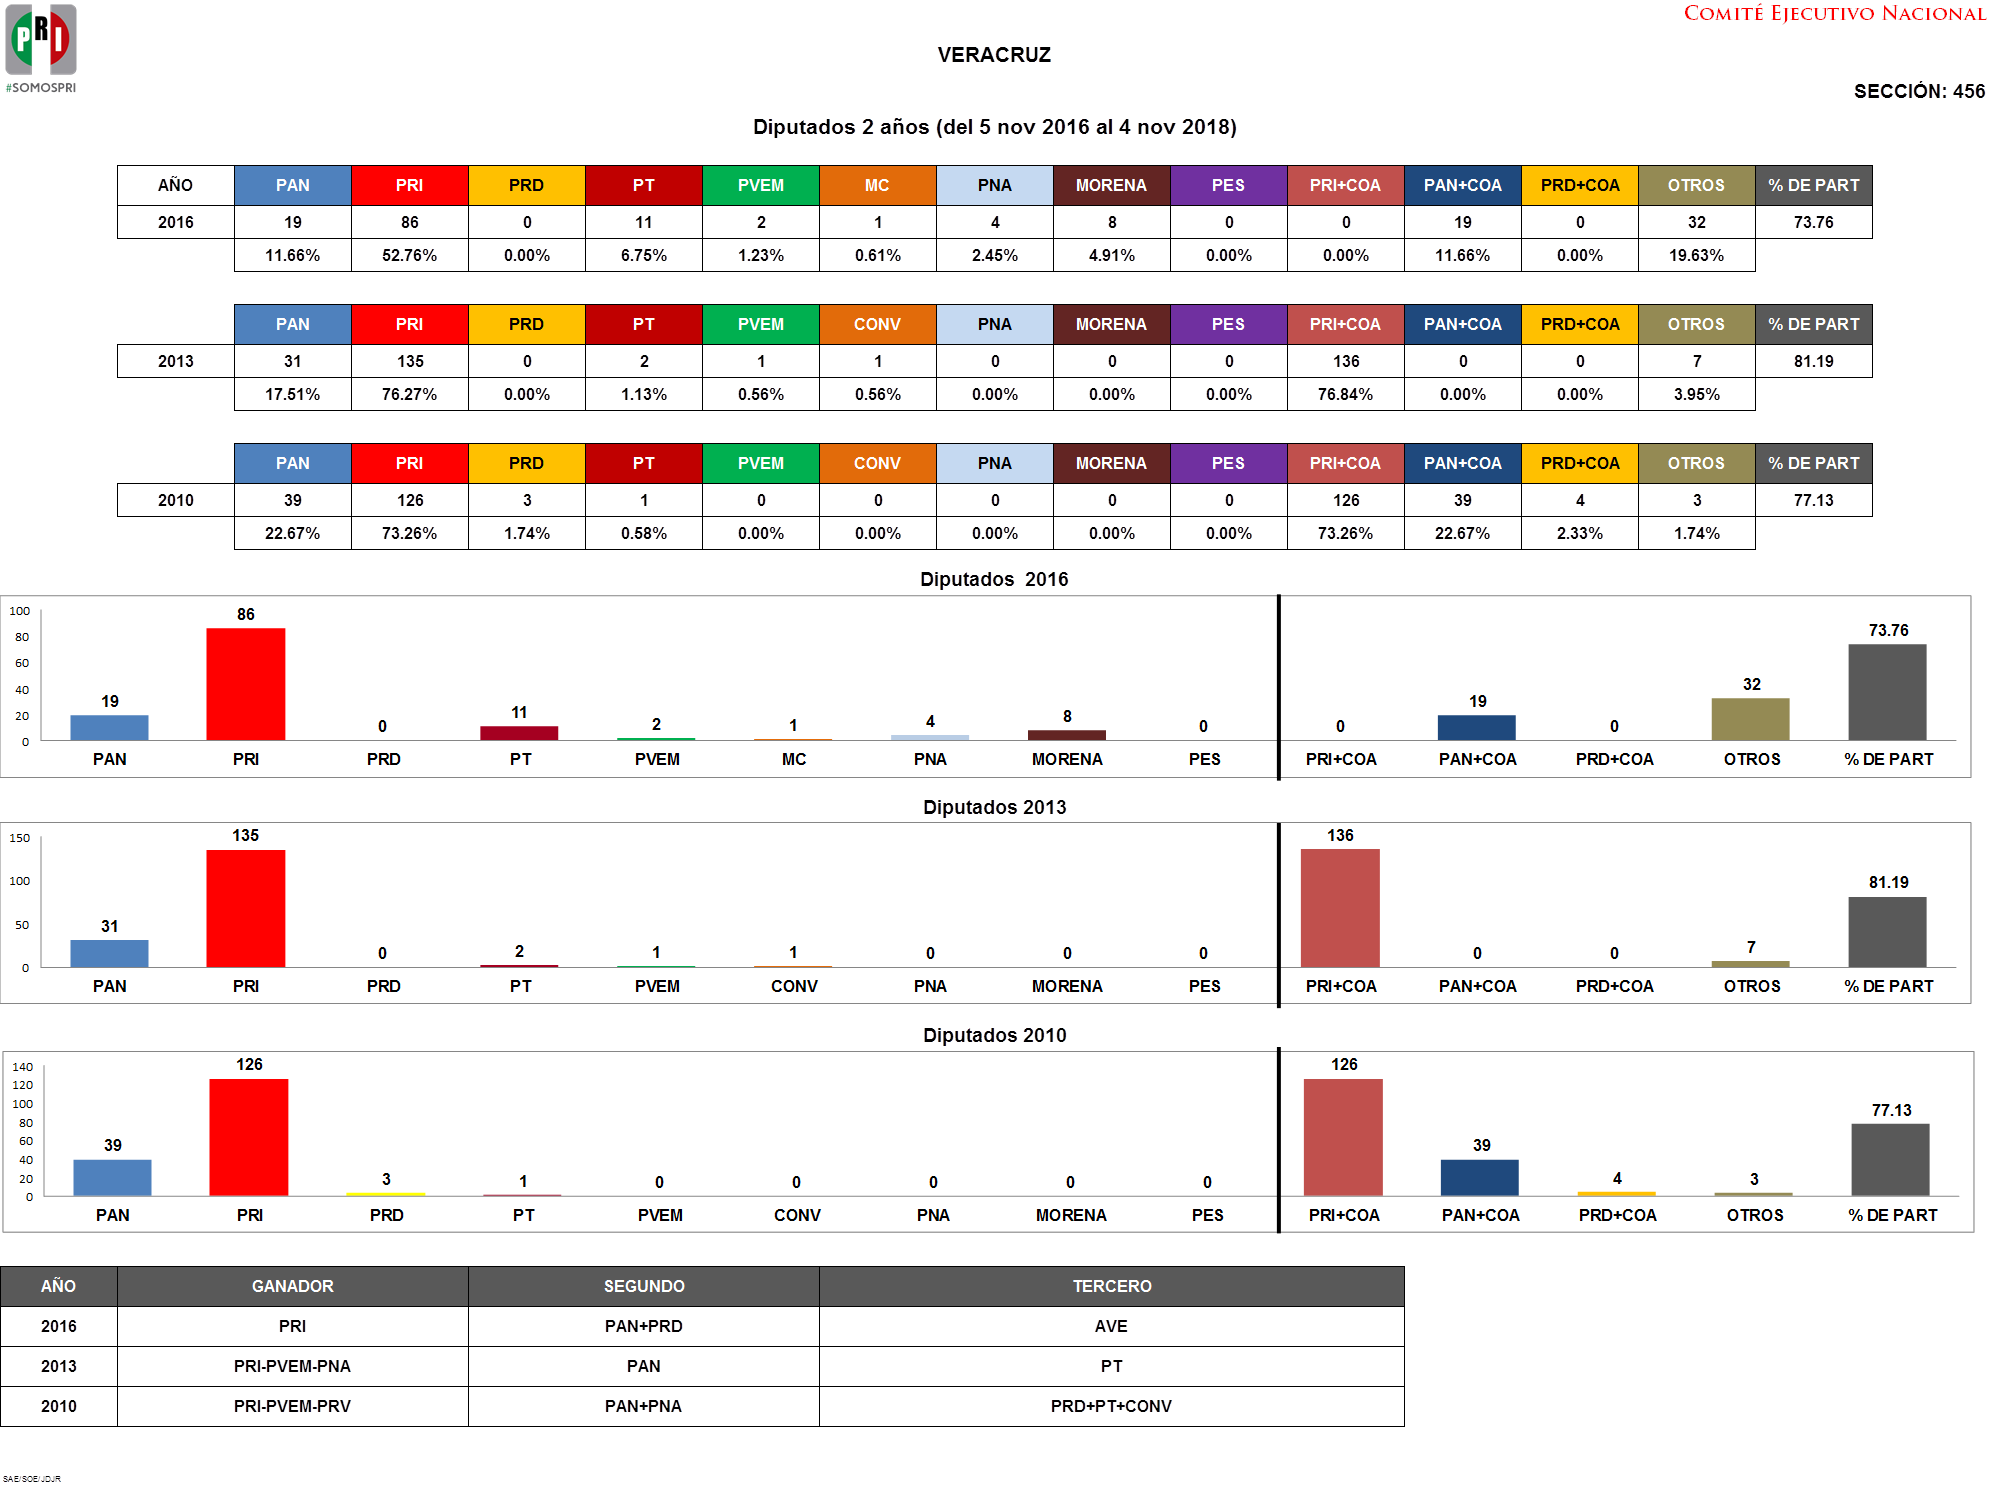 COMITÉ EJECUTIVO NACIONAL
PRI
#SOMOSPRI
VERACRUZ
SECCIÓN: 456
Diputados 2 años (del 5 nov 2016 al 4 nov 2018)
AÑO PAN PRI PRD PT PVEM MC PNA MORENA PES PRI+COA PAN+COA PRD+COA OTROS % DE PART
2016 19 86 0 11 2 1 4 8 0 0 19 0 32 73.76
11.66% 52.76% 0.00% 6.75% 1.23% 0.61% 2.45% 4.91% 0.00% 0.00% 11.66% 0.00% 19.63%
PAN PRI PRD PT PVEM CONV PNA MORENA PES PRI+COA PAN+COA PRD+COA OTROS % DE PART
2013 31 135 0 2 1 1 0 0 0 136 0 0 7 81.19
17.51% 76.27% 0.00% 1.13% 0.56% 0.56% 0.00% 0.00% 0.00% 76.84% 0.00% 0.00% 3.95%
PAN PRI PRD PT PVEM CONV PNA MORENA PES PRI+COA PAN+COA PRD+COA OTROS % DE PART
2010 39 126 3 1 0 0 0 0 0 126 39 4 3 77.13
22.67% 73.26% 1.74% 0.58% 0.00% 0.00% 0.00% 0.00% 0.00% 73.26% 22.67% 2.33% 1.74%
Diputados 2016
100
80
60
40
20
0
19 86 0 11 2 1 4 8 0 0 19 0 32 73.76
PAN PRI PRD PT PVEM MC PNA MORENA PES PRI+COA PAN+COA PRD+COA OTROS % DE PART
Diputados 2013
150
100
50
0
31 135 0 2 1 1 0 0 0 136 0 0 7 81.19
PAN PRI PRD PT PVEM CONV PNA MORENA PES PRI+COA PAN+COA PRD+COA OTROS % DE PART
Diputados 2010
140
120
100
80
60
40
20
0
39 126 3 1 0 0 0 0 0 126 39 4 3 77.13
PAN PRI PRD PT PVEM CONV PNA MORENA PES PRI+COA PAN+COA PRD+COA OTROS % DE PART
AÑO GANADOR SEGUNDO TERCERO
2016 PRI PAN+PRD AVE
2013 PRI-PVEM-PNA PAN PT
2010 PRI-PVEM-PRV PAN+PNA PRD+PT+CONV
SAE/SOE/JDJR